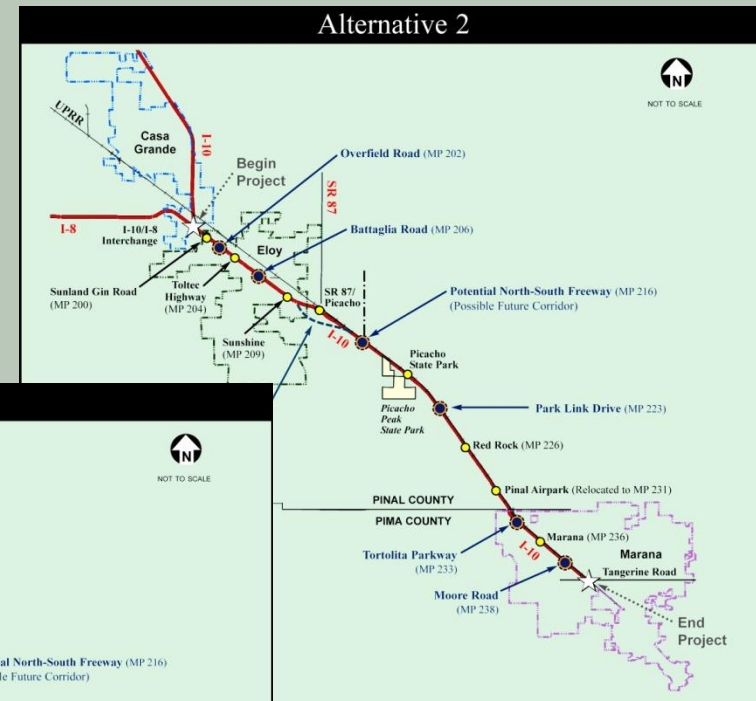 Alternative 2
N
NOT TO SCALE
UPRR
Casa
Grande
I-10
Begin
Project
Overfield Road (MP 202)
SR 87
I-8
I-10/I-8
Interchange
Eloy
Battaglia Road (MP 206)
Sunland Gin Road
(MP 200)
Toltec
Highway
(MP 204)
SR 87/
Picacho
Potential North-South Freeway (MP 216)
(Possible Future Corridor)
Sunshine
(MP 209)
I-10
Picacho
State Park
Picacho
Peak
State Park
Park Link Drive (MP 223)
Red Rock (MP 226)
Pinal Airpark (Relocated to MP 231)
PINAL COUNTY
PIMA COUNTY
Tortolita Parkway
(MP 233)
I-10
Marana (MP 236)
Marana
Tangerine Road
Moore Road
(MP 238)
End
Project
N
NOT TO SCALE
North-South Freeway (MP 216)
Future Corridor)